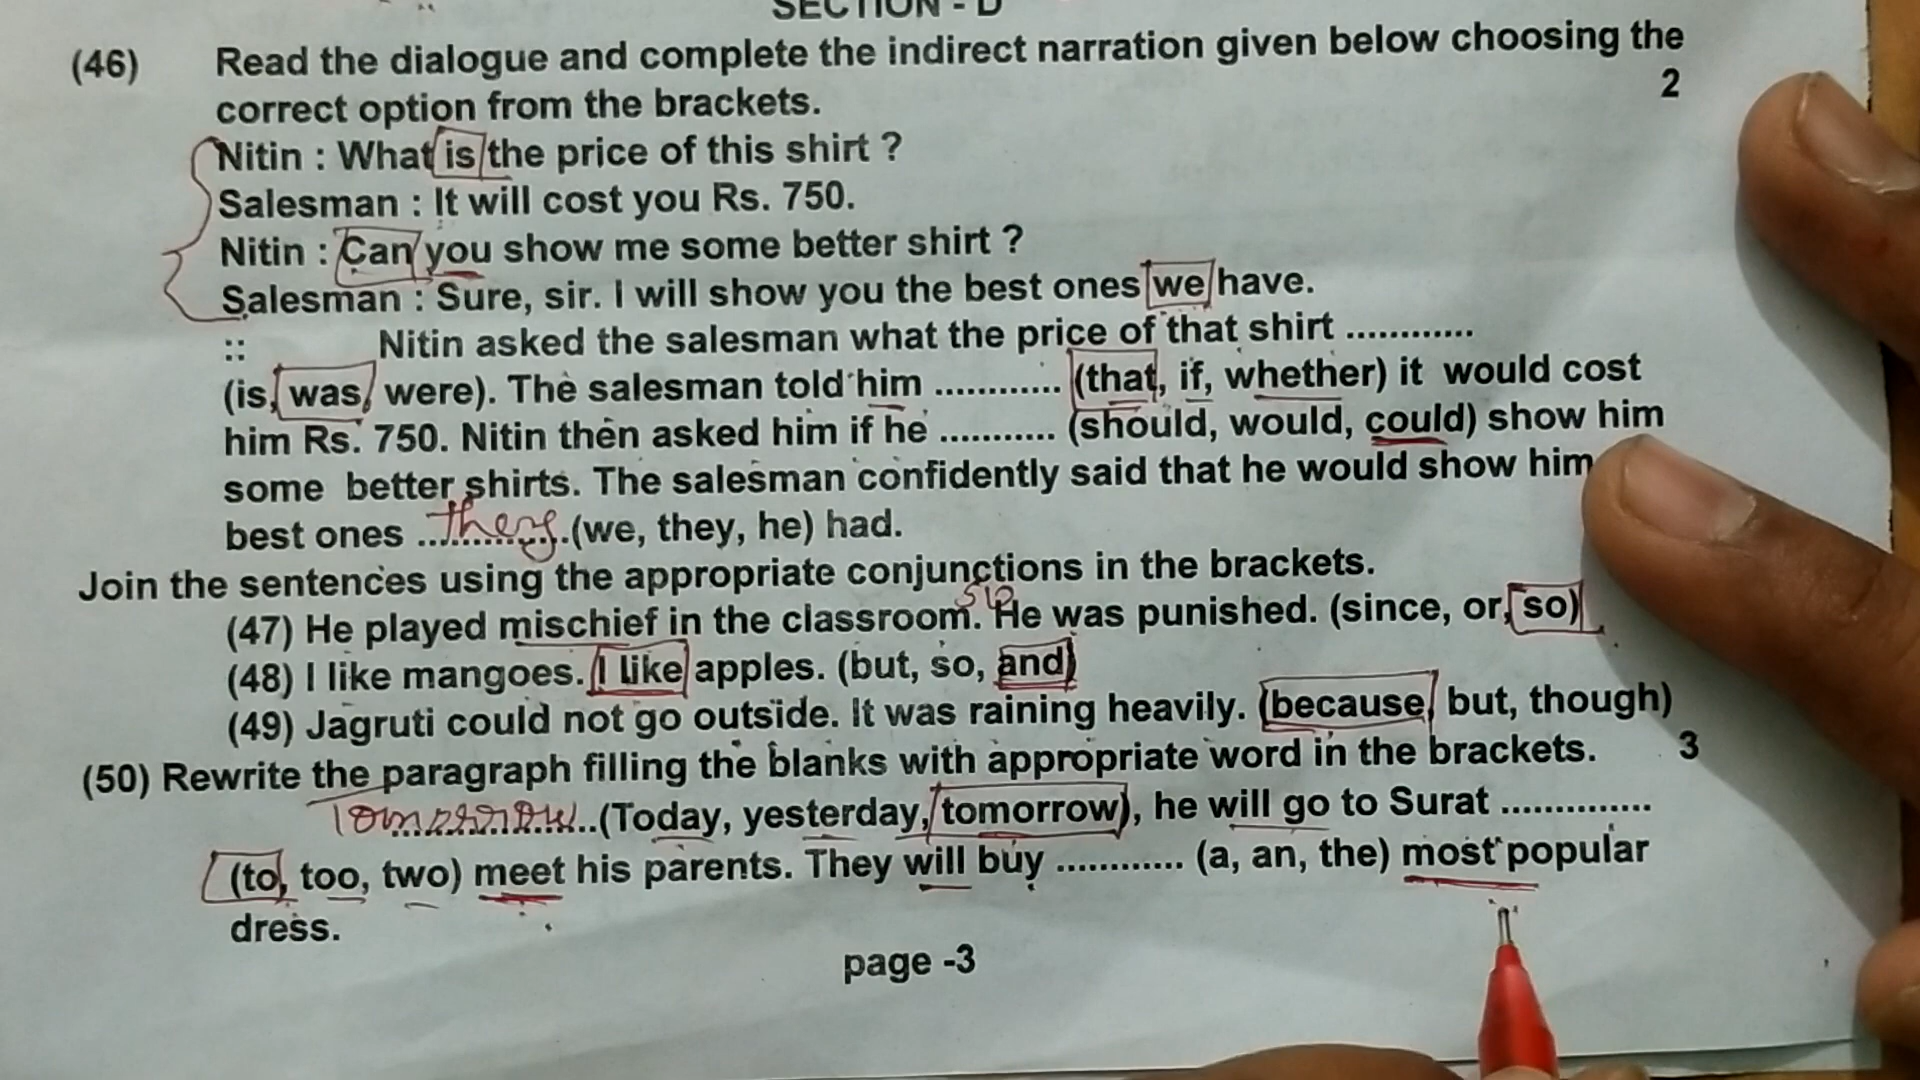 SECTION - D
(46) Read the dialogue and complete the indirect narration given below choosing the
correct option from the brackets. 2
Nitin : What is the price of this shirt ?
Salesman : It will cost you Rs. 750.
Nitin : Can you show me some better shirt ?
Salesman : Sure, sir. I will show you the best ones we have.
:: Nitin asked the salesman what the price of that shirt ............
(is, was, were). The salesman told him ............ (that, if, whether) it would cost
him Rs. 750. Nitin then asked him if he ........... (should, would, could) show him
some better shirts. The salesman confidently said that he would show him
best ones ...they...(we, they, he) had.
Join the sentences using the appropriate conjunctions in the brackets.
so
(47) He played mischief in the classroom. He was punished. (since, or, so)
(48) I like mangoes. I like apples. (but, so, and)
(49) Jagruti could not go outside. It was raining heavily. (because, but, though)
(50) Rewrite the paragraph filling the blanks with appropriate word in the brackets. 3
Tomorrow...(Today, yesterday, tomorrow), he will go to Surat ..............
(to, too, two) meet his parents. They will buy ............ (a, an, the) most popular
dress.
page -3